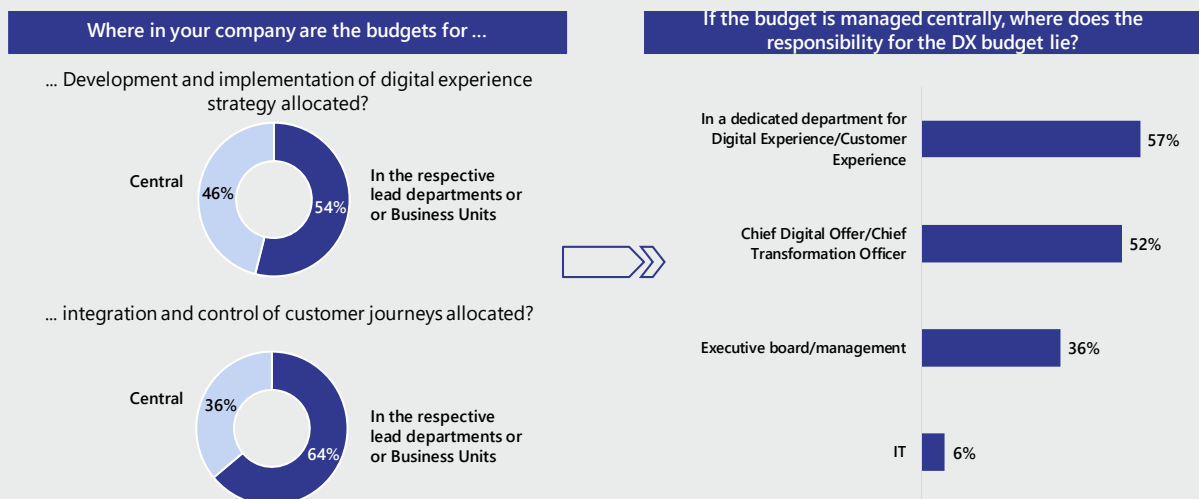 Where in your company are the budgets for ...
... Development and implementation of digital experience
strategy allocated?
Central
46%
54%
In the respective
lead departments or
or Business Units
... integration and control of customer journeys allocated?
Central
36%
64%
In the respective
lead departments or
or Business Units
If the budget is managed centrally, where does the
responsibility for the DX budget lie?
In a dedicated department for
Digital Experience/Customer
Experience
57%
Chief Digital Offer/Chief
Transformation Officer
52%
Executive board/management
36%
IT
6%